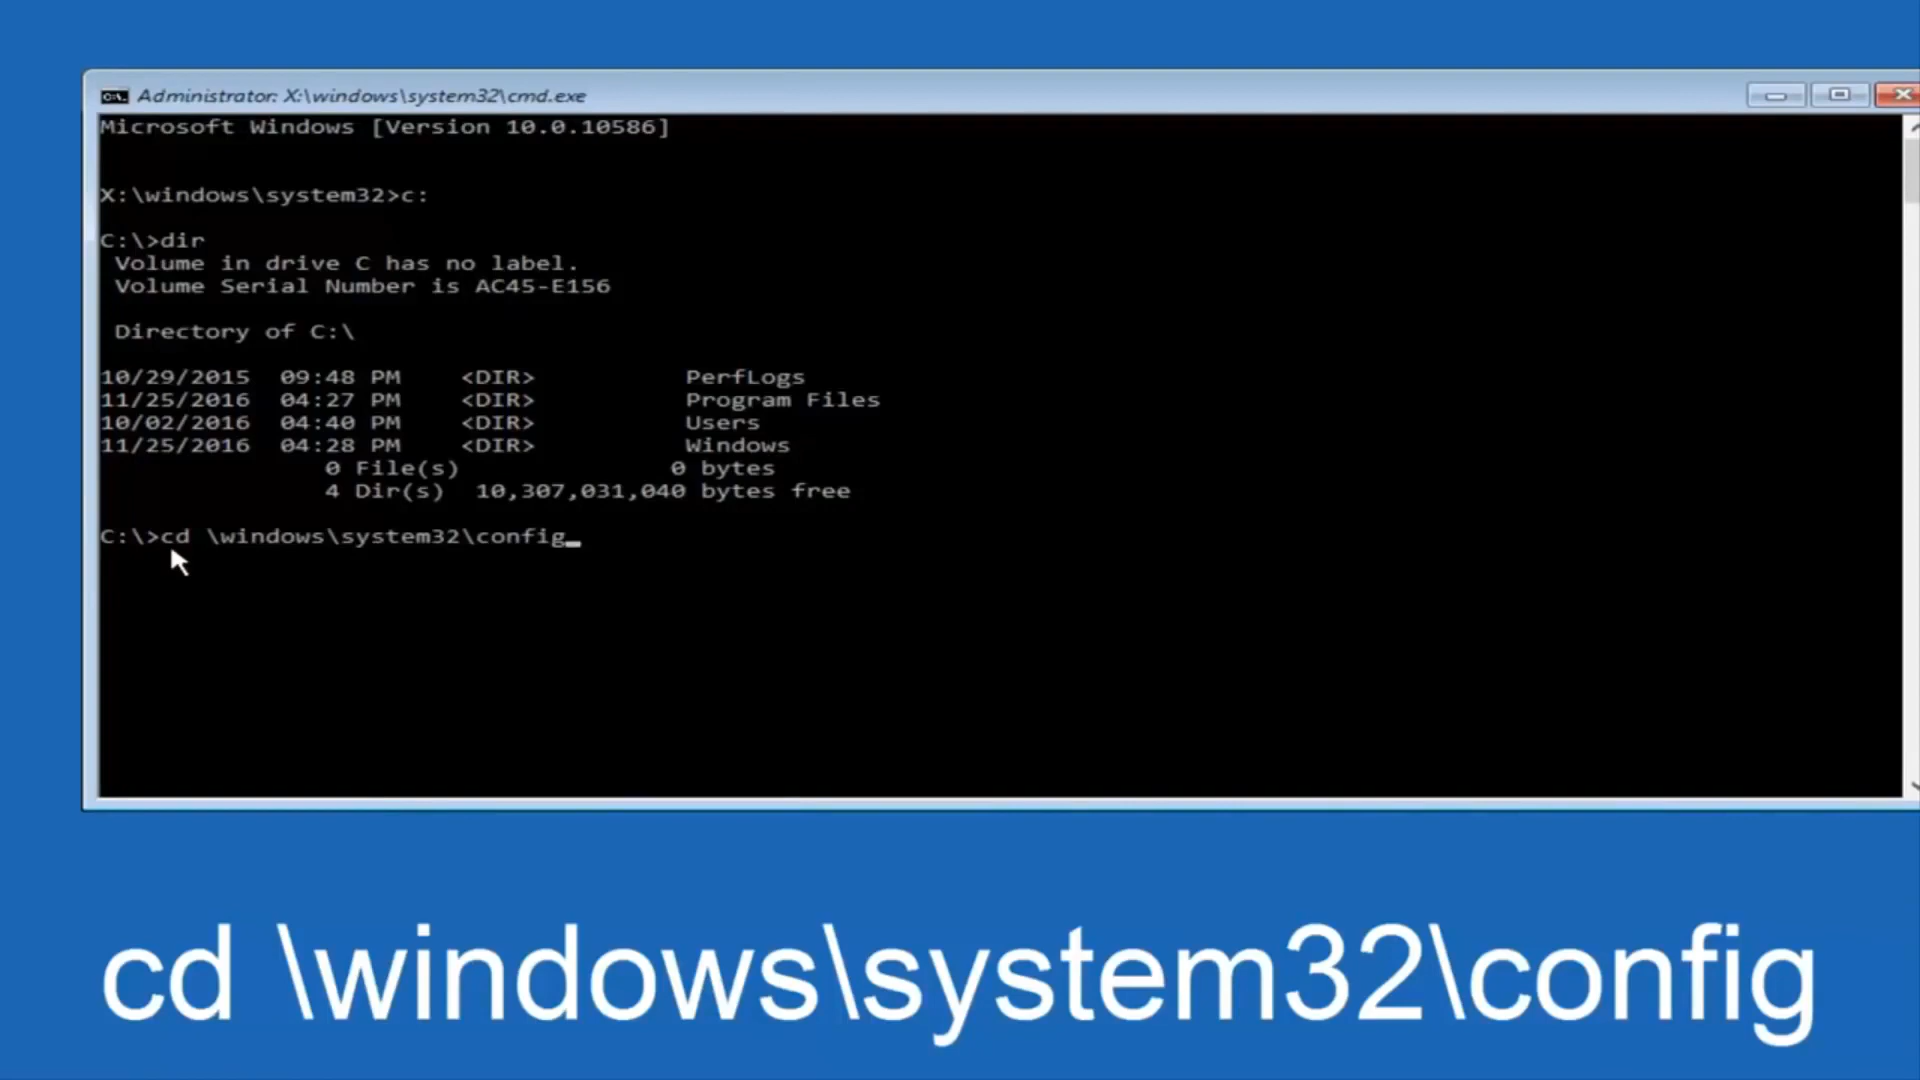 Administrator: X:\windows\system32\cmd.exe
Microsoft Windows [Version 10.0.10586]
X:\windows\system32>c:
C:\>dir
Volume in drive C has no label.
Volume Serial Number is AC45-E156
Directory of C:\
10/29/2015  09:48 PM    <DIR>          PerfLogs
11/25/2016  04:27 PM    <DIR>          Program Files
10/02/2016  04:40 PM    <DIR>          Users
11/25/2016  04:28 PM    <DIR>          Windows
0 File(s)              0 bytes
4 Dir(s)  10,307,031,040 bytes free
C:\>cd \windows\system32\config_
cd \windows\system32\config